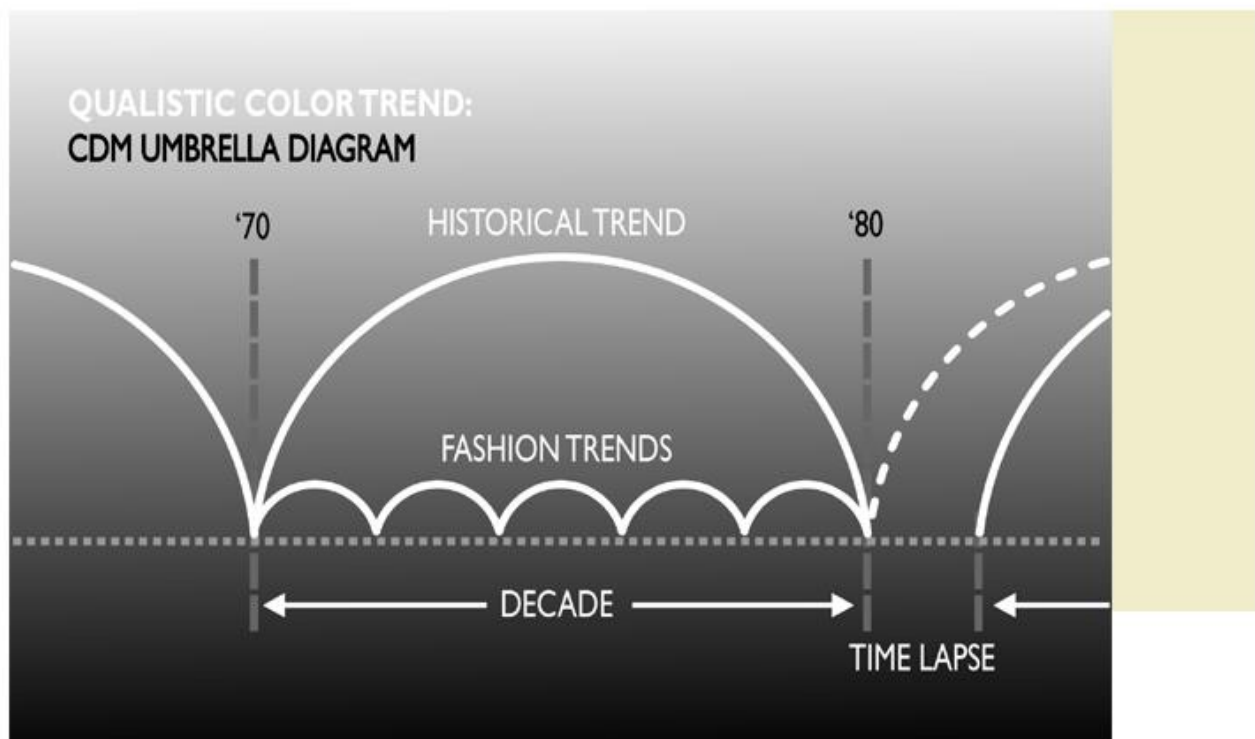 QUALISTIC COLOR TREND:
CDM UMBRELLA DIAGRAM
‘70
HISTORICAL TREND
‘80
FASHION TRENDS
DECADE
TIME LAPSE